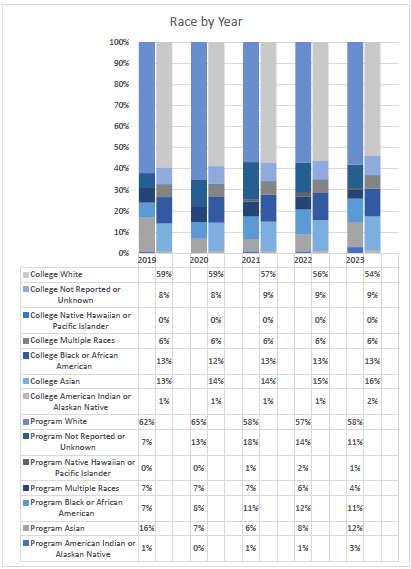 Race by Year
100%
90%
80%
70%
60%
50%
40%
30%
20%
10%
0%
2019 2020 2021 2022 2023
College White 59% 59% 57% 56% 54%
College Not Reported or
Unknown 8% 8% 9% 9% 9%
College Native Hawaiian or
Pacific Islander 0% 0% 0% 0% 0%
College Multiple Races 6% 6% 6% 6% 6%
College Black or African
American 13% 12% 13% 13% 13%
College Asian 13% 14% 14% 15% 16%
College American Indian or
Alaskan Native 1% 1% 1% 1% 2%
Program White 62% 65% 58% 57% 58%
Program Not Reported or
Unknown 7% 13% 18% 14% 11%
Program Native Hawaiian or
Pacific Islander 0% 0% 1% 2% 1%
Program Multiple Races 7% 7% 7% 6% 4%
Program Black or African
American 7% 8% 11% 12% 11%
Program Asian 16% 7% 6% 8% 12%
Program American Indian or
Alaskan Native 1% 0% 1% 1% 3%